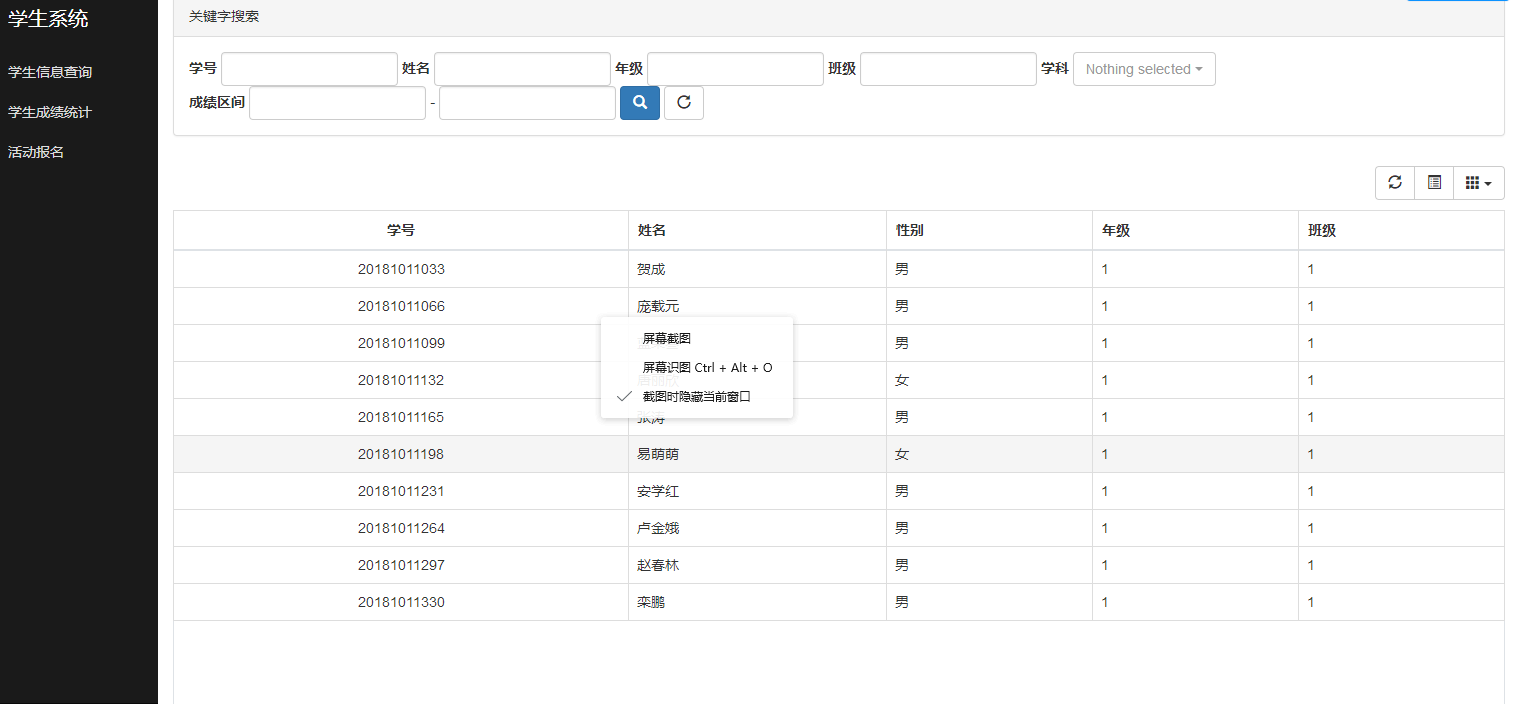 学生系统
学生信息查询
学生成绩统计
活动报名
关键字搜索
学号 姓名 年级 班级 学科 Nothing selected
成绩区间 -
学号 姓名 性别 年级 班级
20181011033 贺成 男 1 1
20181011066 庞载元 男 1 1
20181011099 男 1 1
20181011132 女 1 1
20181011165 张涛 男 1 1
20181011198 易萌萌 女 1 1
20181011231 安学红 男 1 1
20181011264 卢金娥 男 1 1
20181011297 赵春林 男 1 1
20181011330 栾鹏 男 1 1
屏幕截图
屏幕识图 Ctrl + Alt + O
截图时隐藏当前窗口